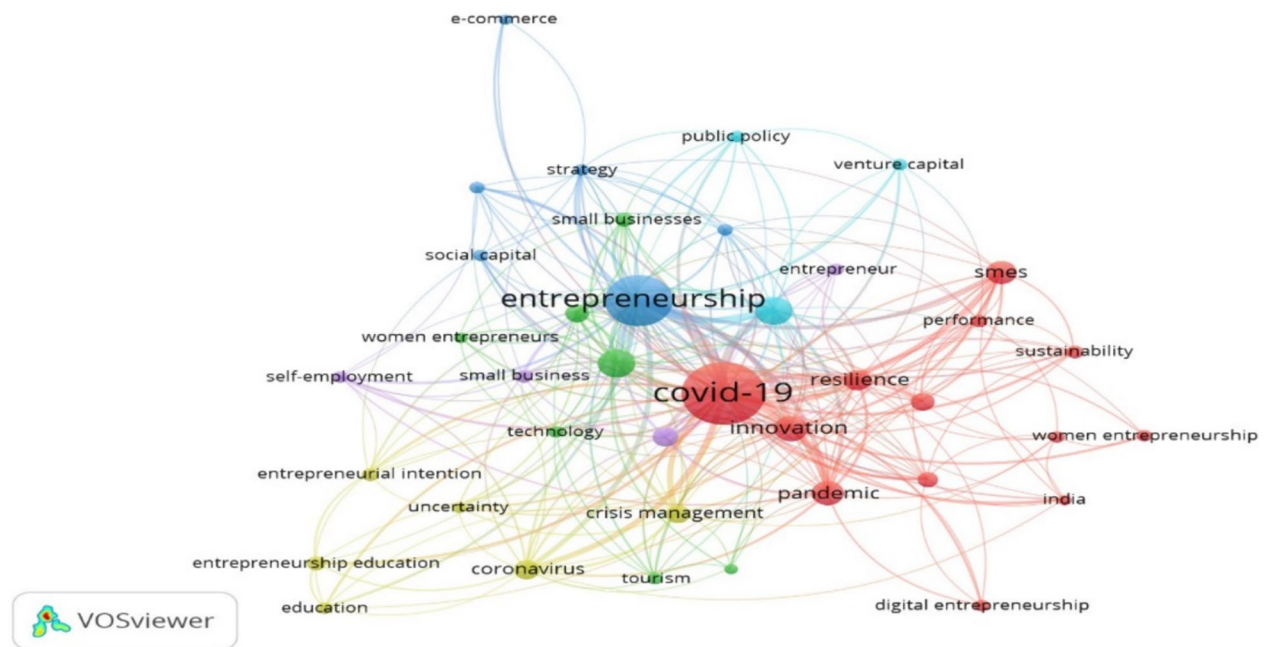 e-commerce
public policy
venture capital
strategy
small businesses
social capital
entrepreneur
smes
entrepreneurship
performance
women entrepreneurs
sustainability
self-employment
small business
resilience
covid-19
innovation
technology
women entrepreneurship
entrepreneurial intention
pandemic
india
uncertainty
crisis management
entrepreneurship education
coronavirus
tourism
education
digital entrepreneurship
VOSviewer